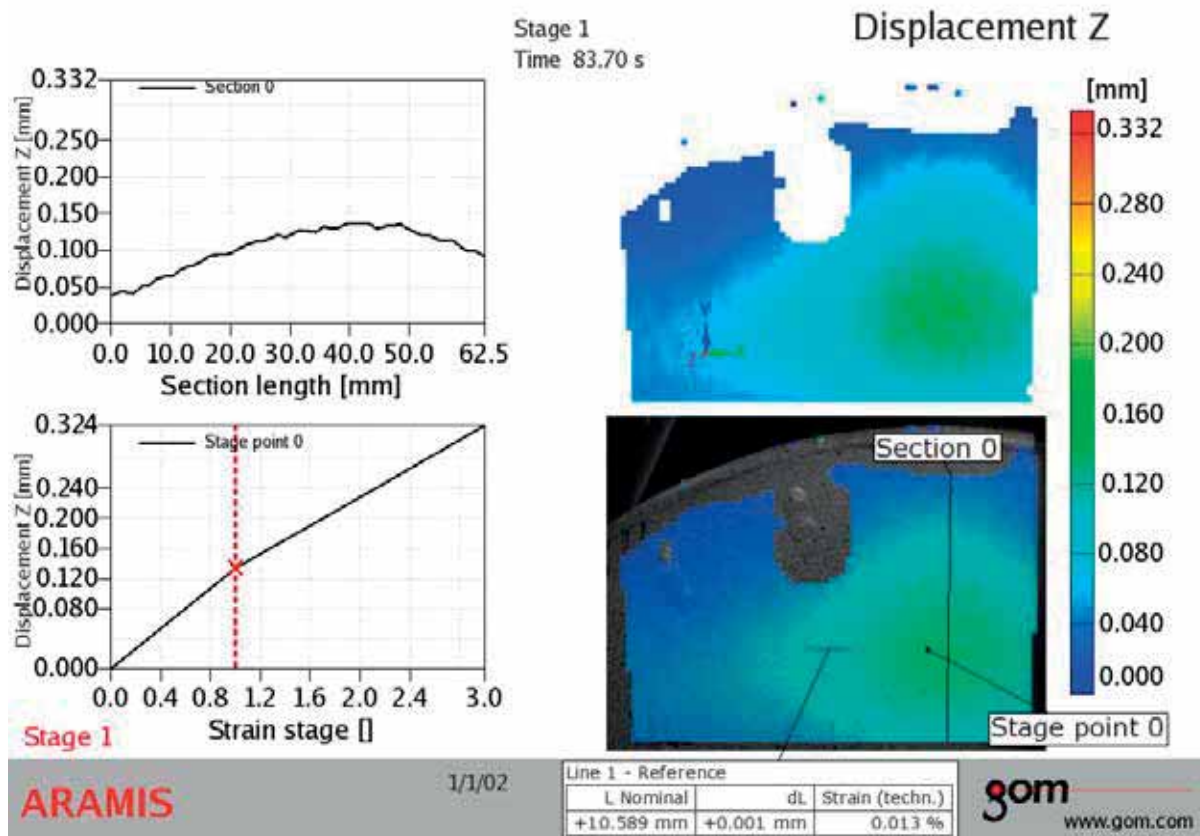 Stage 1
Time 83.70 s
Displacement Z
0.332
0.250
0.200
0.150
0.100
0.050
0.000
Displacement Z [mm]
Section 0
0.0 10.0 20.0 30.0 40.0 50.0 62.5
Section length [mm]
[mm]
0.332
0.280
0.240
0.200
0.160
0.120
0.080
0.040
0.000
Y
Z
0.324
0.240
0.200
0.160
0.120
0.080
0.000
Displacement Z [mm]
Stage point 0
0.0 0.4 0.8 1.2 1.6 2.0 2.4 3.0
Strain stage []
Stage 1
Section 0
Stage point 0
ARAMIS
1/1/02
Line 1 - Reference
L Nominal dL Strain (techn.)
+10.589 mm +0.001 mm 0.013 %
gom
www.gom.com